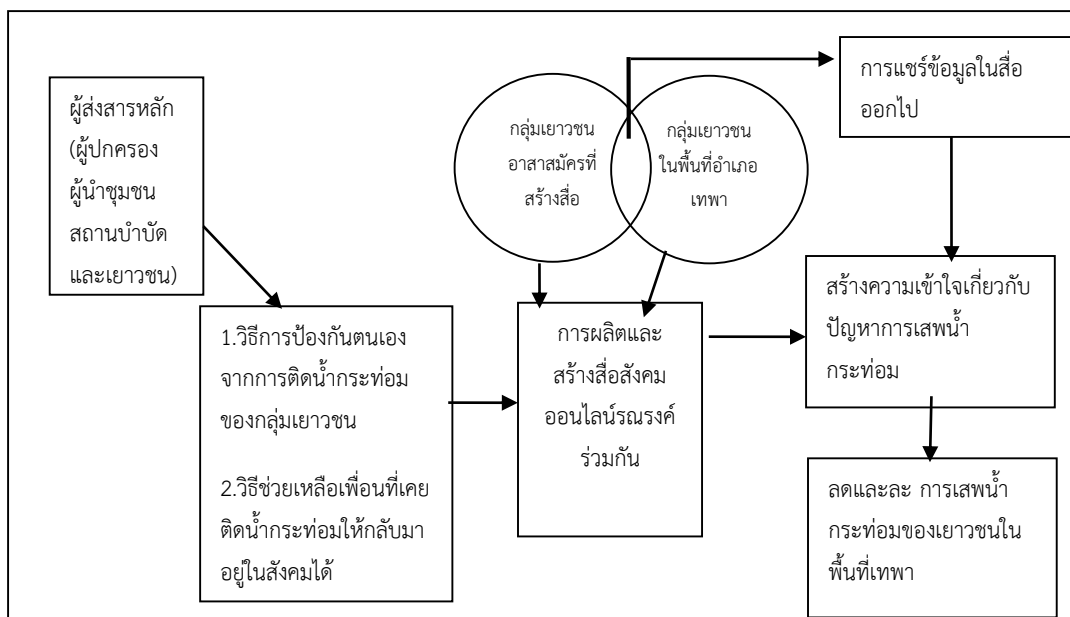 ผู้ส่งสารหลัก
(ผู้ปกครอง
ผู้นำชุมชน
สถานบำบัด
และเยาวชน)
1.วิธีการป้องกันตนเอง
จากการติดน้ำกระท่อม
ของกลุ่มเยาวชน
2.วิธีช่วยเหลือเพื่อนที่เคย
ติดน้ำกระท่อมให้กลับมา
อยู่ในสังคมได้
กลุ่มเยาวชน
อาสาสมัครที่
สร้างสื่อ
กลุ่มเยาวชน
ในพื้นที่อำเภอ
เทพา
การผลิตและ
สร้างสื่อสังคม
ออนไลน์รณรงค์
ร่วมกัน
การแชร์ข้อมูลในสื่อ
ออกไป
สร้างความเข้าใจเกี่ยวกับ
ปัญหาการเสพน้ำ
กระท่อม
ลดและละ การเสพน้ำ
กระท่อมของเยาวชนใน
พื้นที่เทพา